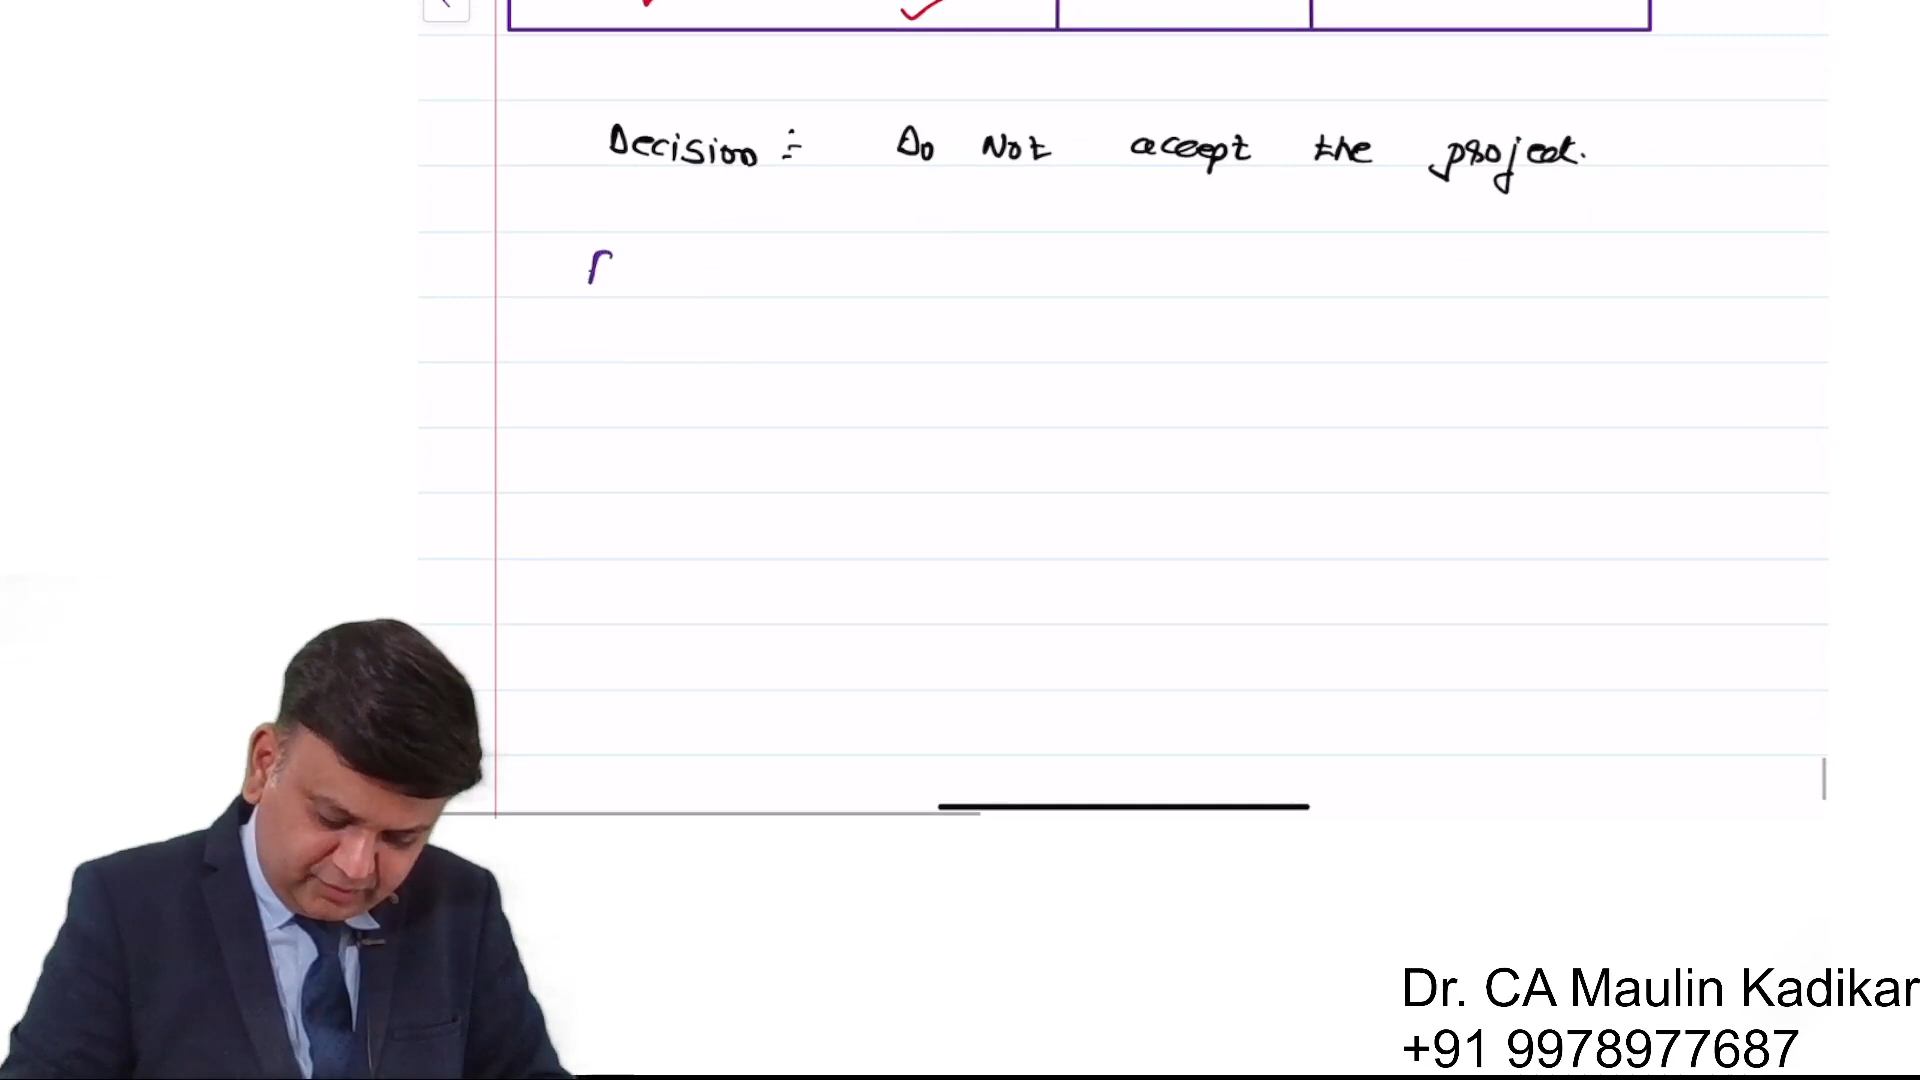 Decision :- Do Not accept the project.
Dr. CA Maulin Kadikar
+91 9978977687